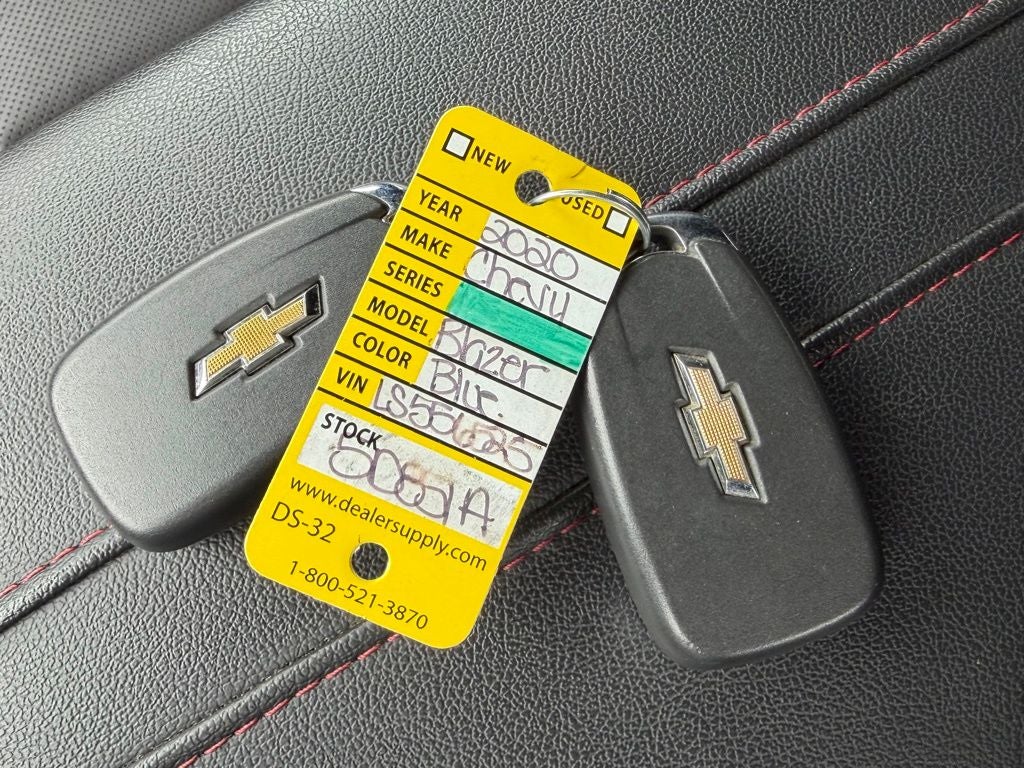 NEW
USED
YEAR 2020
MAKE Chevy
SERIES
MODEL Blazer
COLOR Blue
VIN LS556525
STOCK
www.dealersupply.com
DS-32
1-800-521-3870